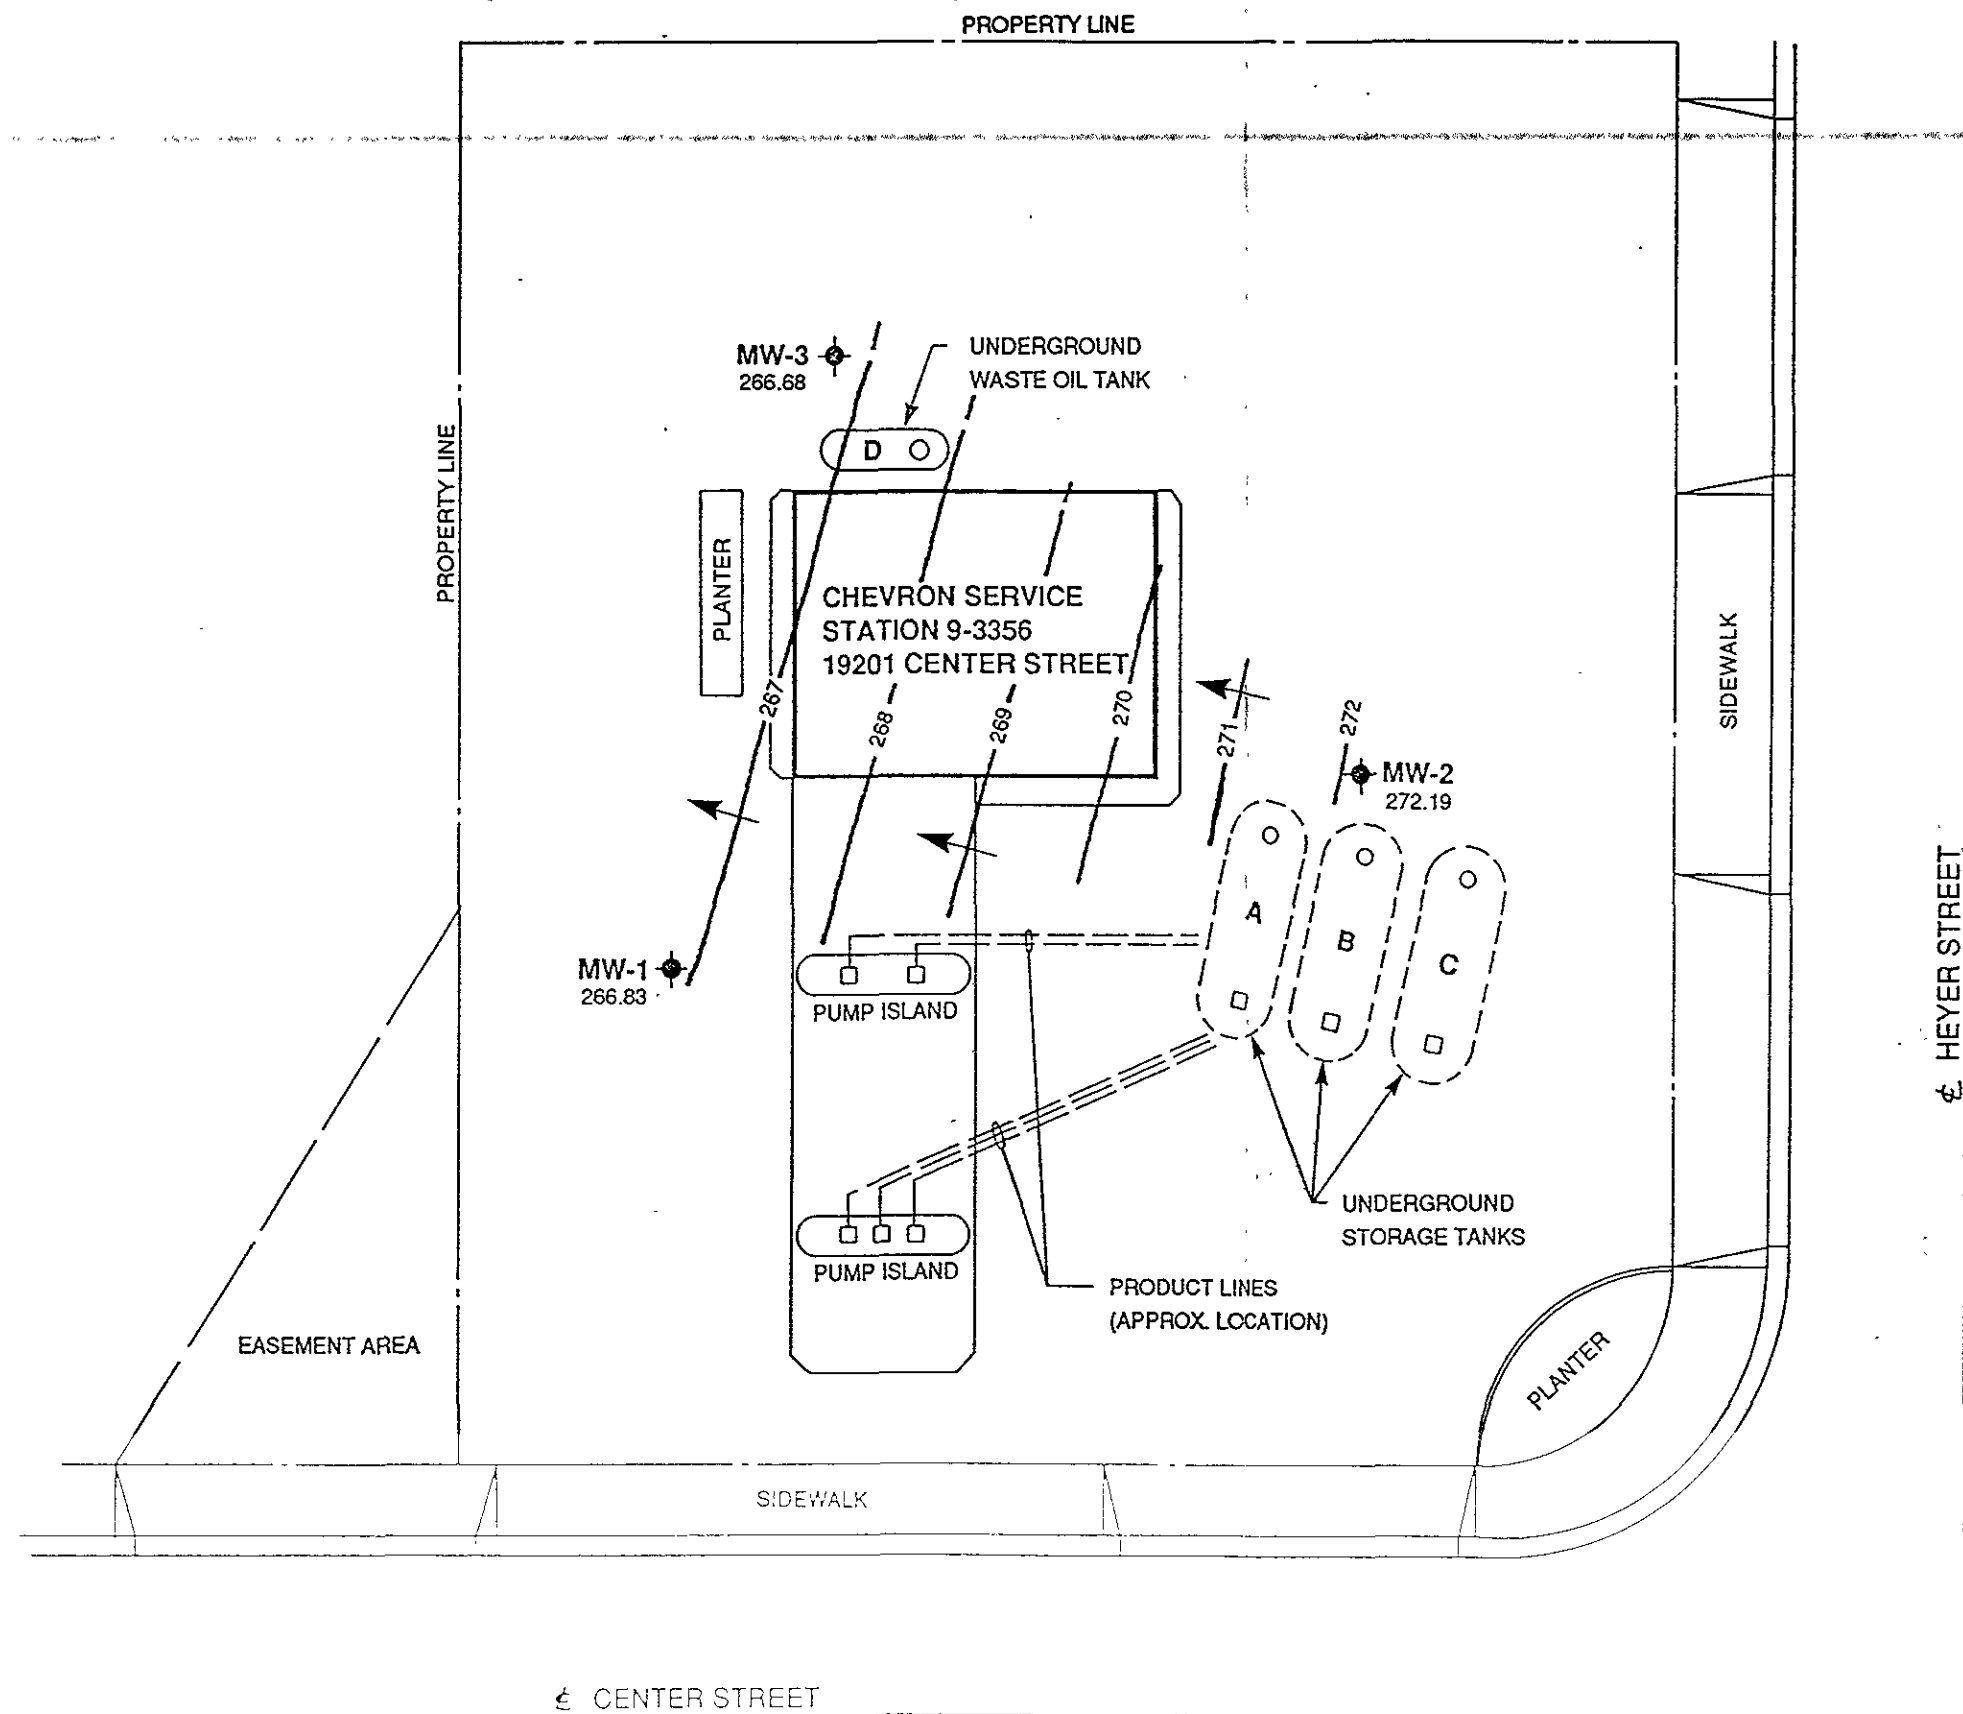 PROPERTY LINE
MW-3
266.68
UNDERGROUND
WASTE OIL TANK
D
PROPERTY LINE
PLANTER
CHEVRON SERVICE
STATION 9-3356
19201 CENTER STREET
SIDEWALK
267
268
269
270
271
272
MW-2
272.19
A
B
C
MW-1
266.83
PUMP ISLAND
HEYER STREET
UNDERGROUND
STORAGE TANKS
PUMP ISLAND
PRODUCT LINES
(APPROX. LOCATION)
EASEMENT AREA
PLANTER
SIDEWALK
CENTER STREET